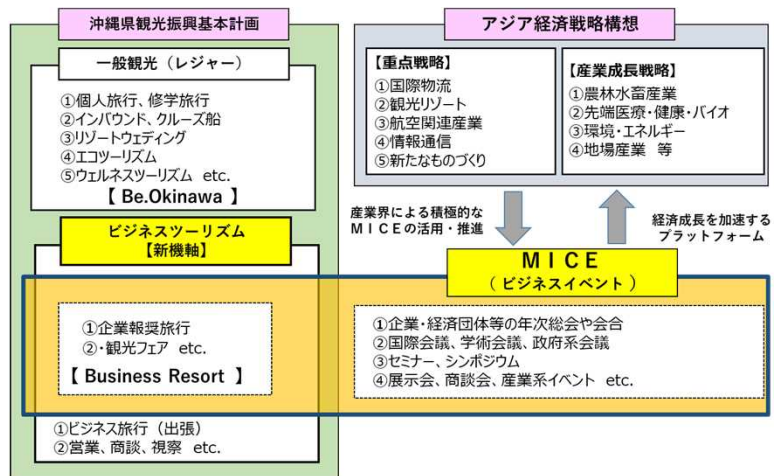 沖縄県観光振興基本計画
一般観光（レジャー）
①個人旅行、修学旅行
②インバウンド、クルーズ船
③リゾートウェディング
④エコツーリズム
⑤ウェルネスツーリズム etc.
【 Be.Okinawa 】
ビジネスツーリズム
【新機軸】
①企業報奨旅行
②・観光フェア etc.
【 Business Resort 】
①ビジネス旅行（出張）
②営業、商談、視察 etc.
アジア経済戦略構想
【重点戦略】
①国際物流
②観光リゾート
③航空関連産業
④情報通信
⑤新たなものづくり
【産業成長戦略】
①農林水畜産業
②先端医療・健康・バイオ
③環境・エネルギー
④地場産業 等
産業界による積極的な
ＭＩＣＥの活用・推進
経済成長を加速する
プラットフォーム
ＭＩＣＥ
（ ビジネスイベント ）
①企業・経済団体等の年次総会や会合
②国際会議、学術会議、政府系会議
③セミナー、シンポジウム
④展示会、商談会、産業系イベント etc.